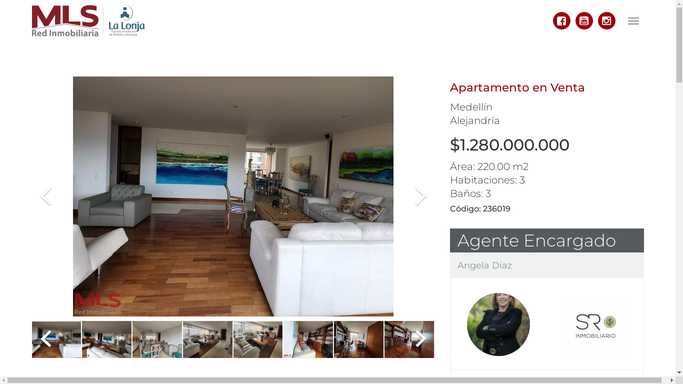 MLS
Red Inmobiliaria
La Lonja
Apartamento en Venta
Medellín
Alejandría
$1.280.000.000
Área: 220.00 m2
Habitaciones: 3
Baños: 3
Código: 236019
Agente Encargado
Angela Diaz
MLS
Red Inmobiliaria
SR
INMOBILIARIO